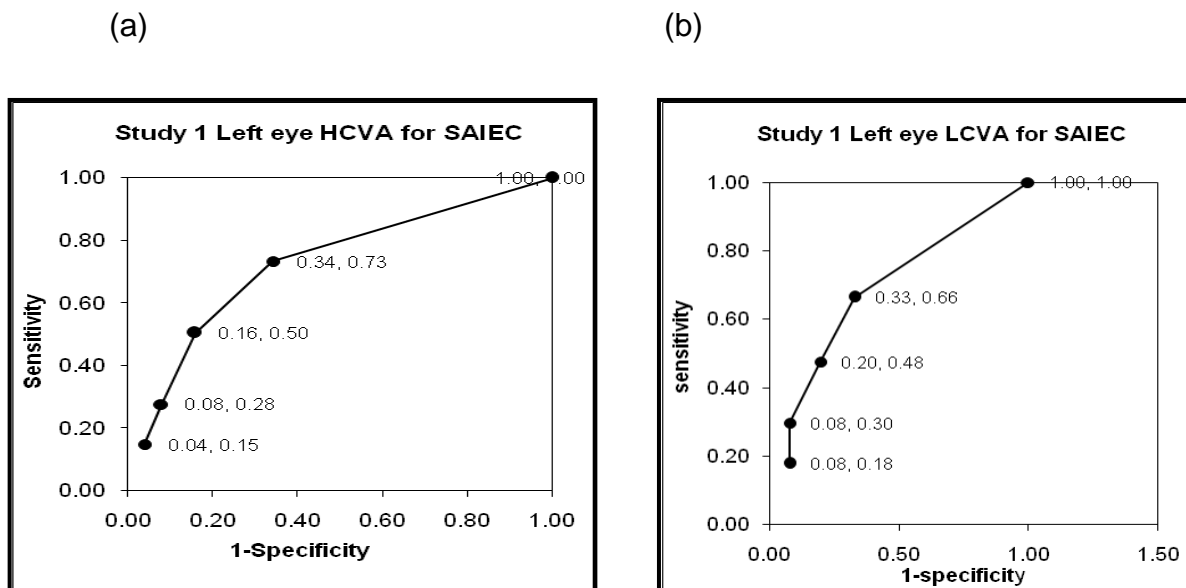 (a)
Study 1 Left eye HCVA for SAIEC
1.00
1.00, 1.00
0.80
0.34, 0.73
0.60
0.16, 0.50
0.40
0.08, 0.28
0.20
0.04, 0.15
0.00
Sensitivity
0.00 0.20 0.40 0.60 0.80 1.00
1-Specificity
(b)
Study 1 Left eye LCVA for SAIEC
1.00
1.00, 1.00
0.80
0.33, 0.66
0.60
0.20, 0.48
0.40
0.08, 0.30
0.20
0.08, 0.18
0.00
sensitivity
0.00 0.50 1.00 1.50
1-specificity